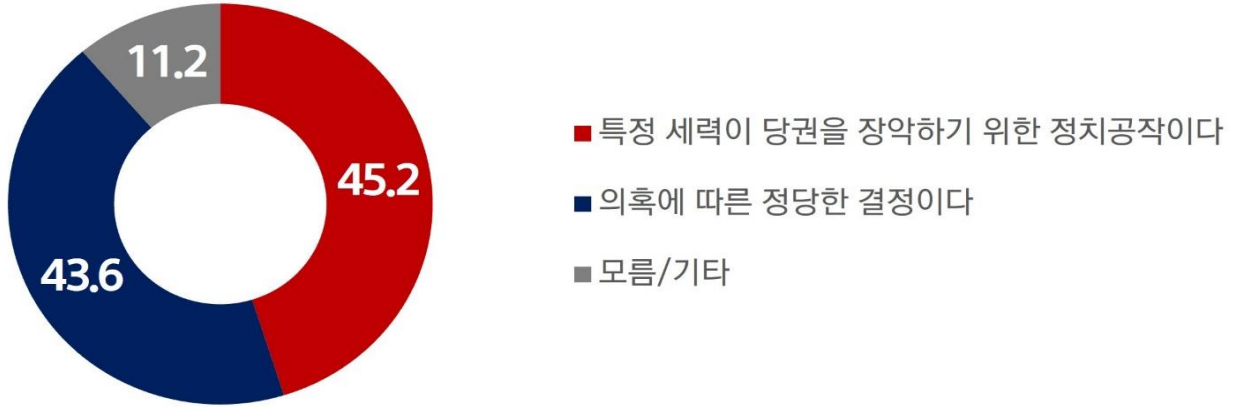 11.2
45.2
43.6
특정 세력이 당권을 장악하기 위한 정치공작이다
의혹에 따른 정당한 결정이다
모름/기타